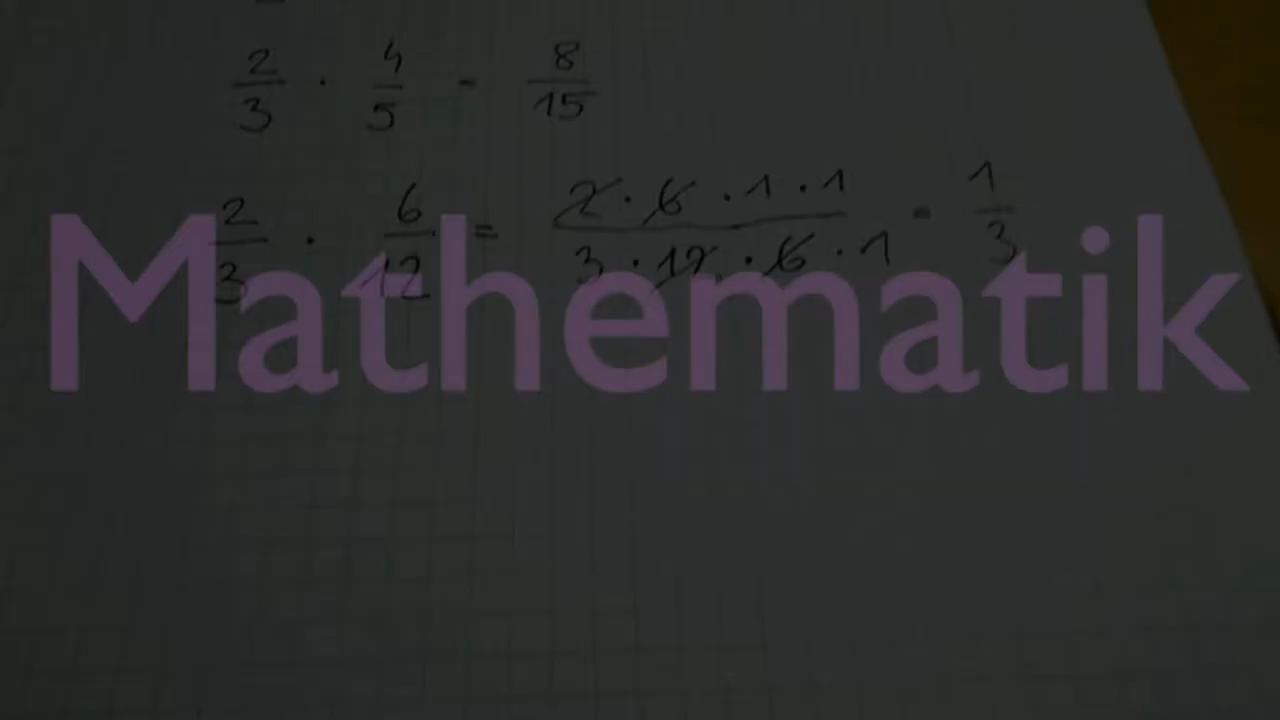 2/3 · 4/5 = 8/15
2/3 · 6/12 = 2 · 6 · 1 · 1 / 3 · 12 · 6 · 1 = 1/3
Mathematik